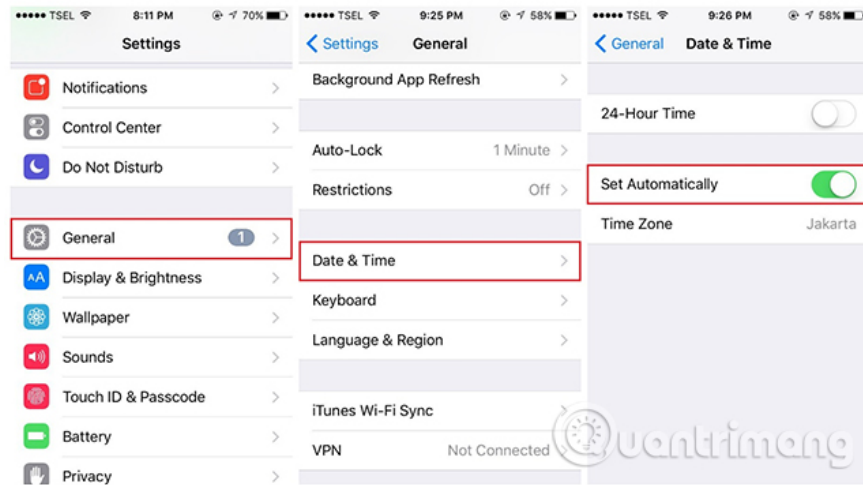 TSEL 8:11 PM 70%
Settings
Notifications
Control Center
Do Not Disturb
General 1
AA Display & Brightness
Wallpaper
Sounds
Touch ID & Passcode
Battery
Privacy
TSEL 9:25 PM 58%
Settings General
Background App Refresh
Auto-Lock 1 Minute
Restrictions Off
Date & Time
Keyboard
Language & Region
iTunes Wi-Fi Sync
VPN Not Connected
TSEL 9:26 PM 58%
General Date & Time
24-Hour Time
Set Automatically
Time Zone Jakarta
Quantrimang